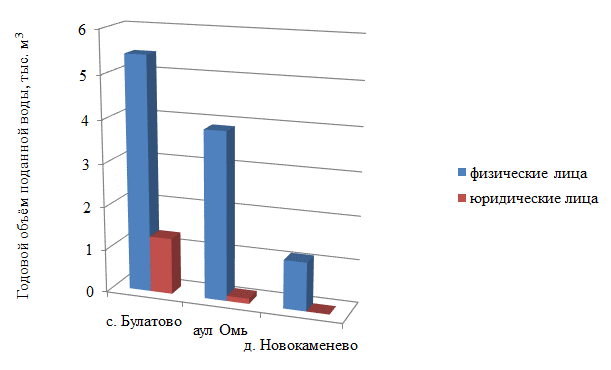 Годовой объём поданной воды, тыс. м³
6
5
4
3
2
1
0
с. Булатово
аул Омь
д. Новокаменево
физические лица
юридические лица